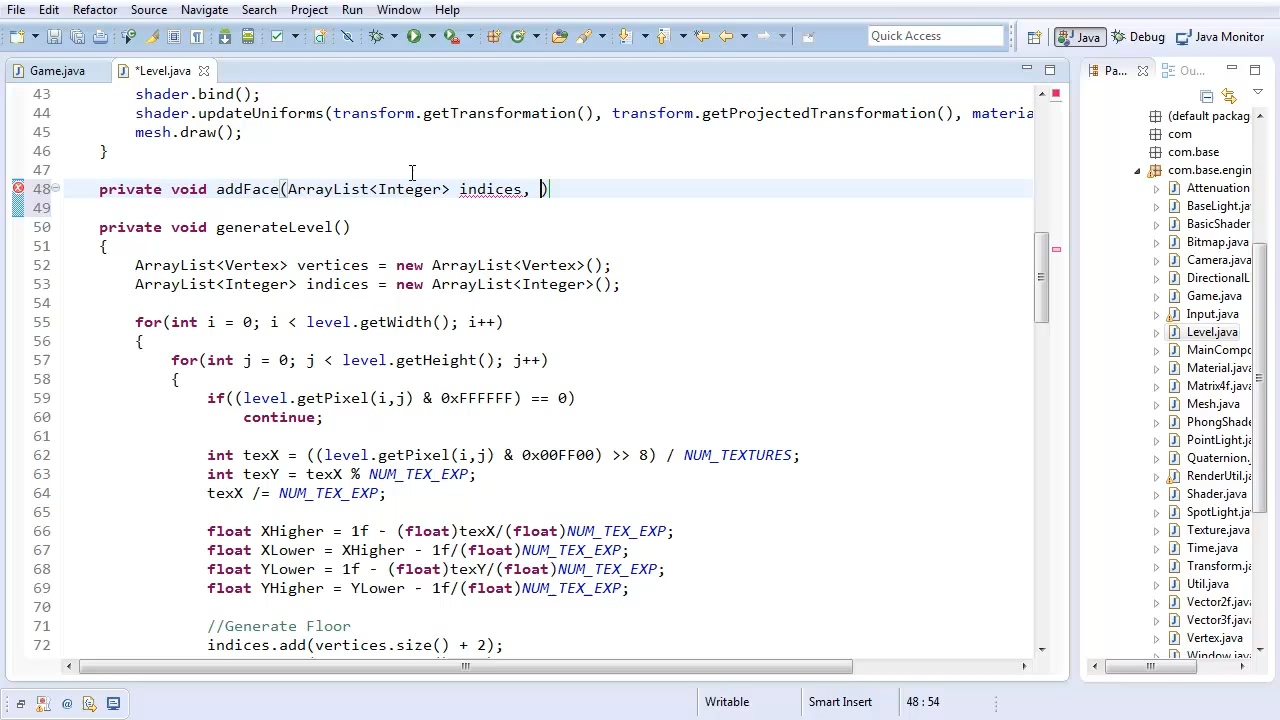 File Edit Refactor Source Navigate Search Project Run Window Help
Quick Access
Java Debug Java Monitor
Game.java *Level.java
Pa... Ou...
43 shader.bind();
44 shader.updateUniforms(transform.getTransformation(), transform.getProjectedTransformation(), materia
45 mesh.draw();
46 }
47
48 private void addFace(ArrayList<Integer> indices, )
49
50 private void generateLevel()
51 {
52 ArrayList<Vertex> vertices = new ArrayList<Vertex>();
53 ArrayList<Integer> indices = new ArrayList<Integer>();
54
55 for(int i = 0; i < level.getWidth(); i++)
56 {
57 for(int j = 0; j < level.getHeight(); j++)
58 {
59 if((level.getPixel(i,j) & 0xFFFFFF) == 0)
60 continue;
61
62 int texX = ((level.getPixel(i,j) & 0x00FF00) >> 8) / NUM_TEXTURES;
63 int texY = texX % NUM_TEX_EXP;
64 texX /= NUM_TEX_EXP;
65
66 float XHigher = 1f - (float)texX/(float)NUM_TEX_EXP;
67 float XLower = XHigher - 1f/(float)NUM_TEX_EXP;
68 float YLower = 1f - (float)texY/(float)NUM_TEX_EXP;
69 float YHigher = YLower - 1f/(float)NUM_TEX_EXP;
70
71 //Generate Floor
72 indices.add(vertices.size() + 2);
(default packag
com
com.base
com.base.engin
Attenuation
BaseLight.jav
BasicShader
Bitmap.java
Camera.java
DirectionalL
Game.java
Input.java
Level.java
MainCompo
Material.java
Matrix4f.java
Mesh.java
PhongShade
PointLight.ja
Quaternion.
RenderUtil.ja
Shader.java
SpotLight.ja
Texture.java
Time.java
Transform.ja
Util.java
Vector2f.java
Vector3f.java
Vertex.java
Window.java
Writable Smart Insert 48 : 54